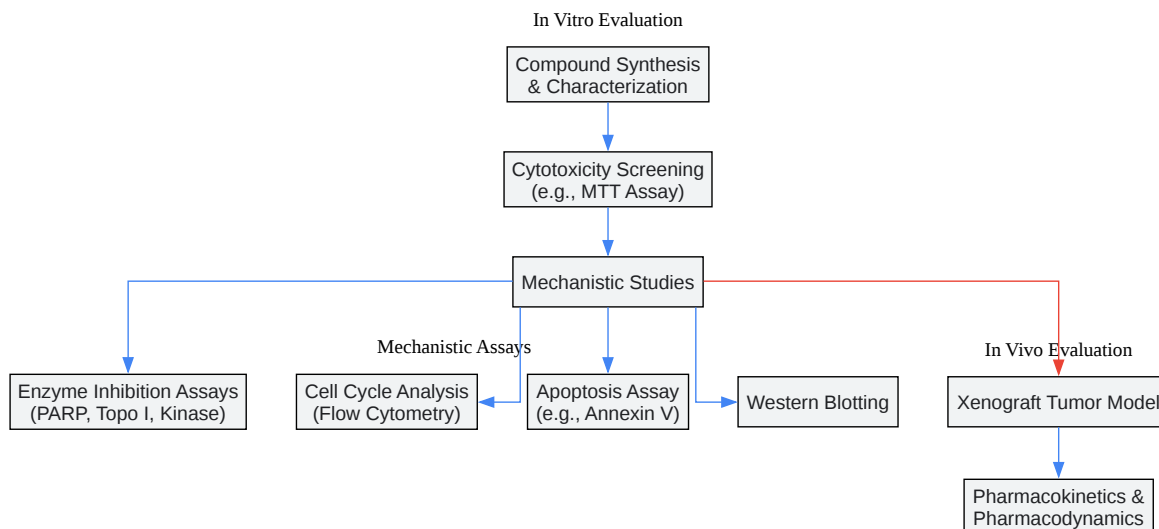 In Vitro Evaluation
Compound Synthesis
& Characterization
Cytotoxicity Screening
(e.g., MTT Assay)
Mechanistic Studies
Mechanistic Assays
In Vivo Evaluation
Enzyme Inhibition Assays
(PARP, Topo I, Kinase)
Cell Cycle Analysis
(Flow Cytometry)
Apoptosis Assay
(e.g., Annexin V)
Western Blotting
Xenograft Tumor Model
Pharmacokinetics &
Pharmacodynamics